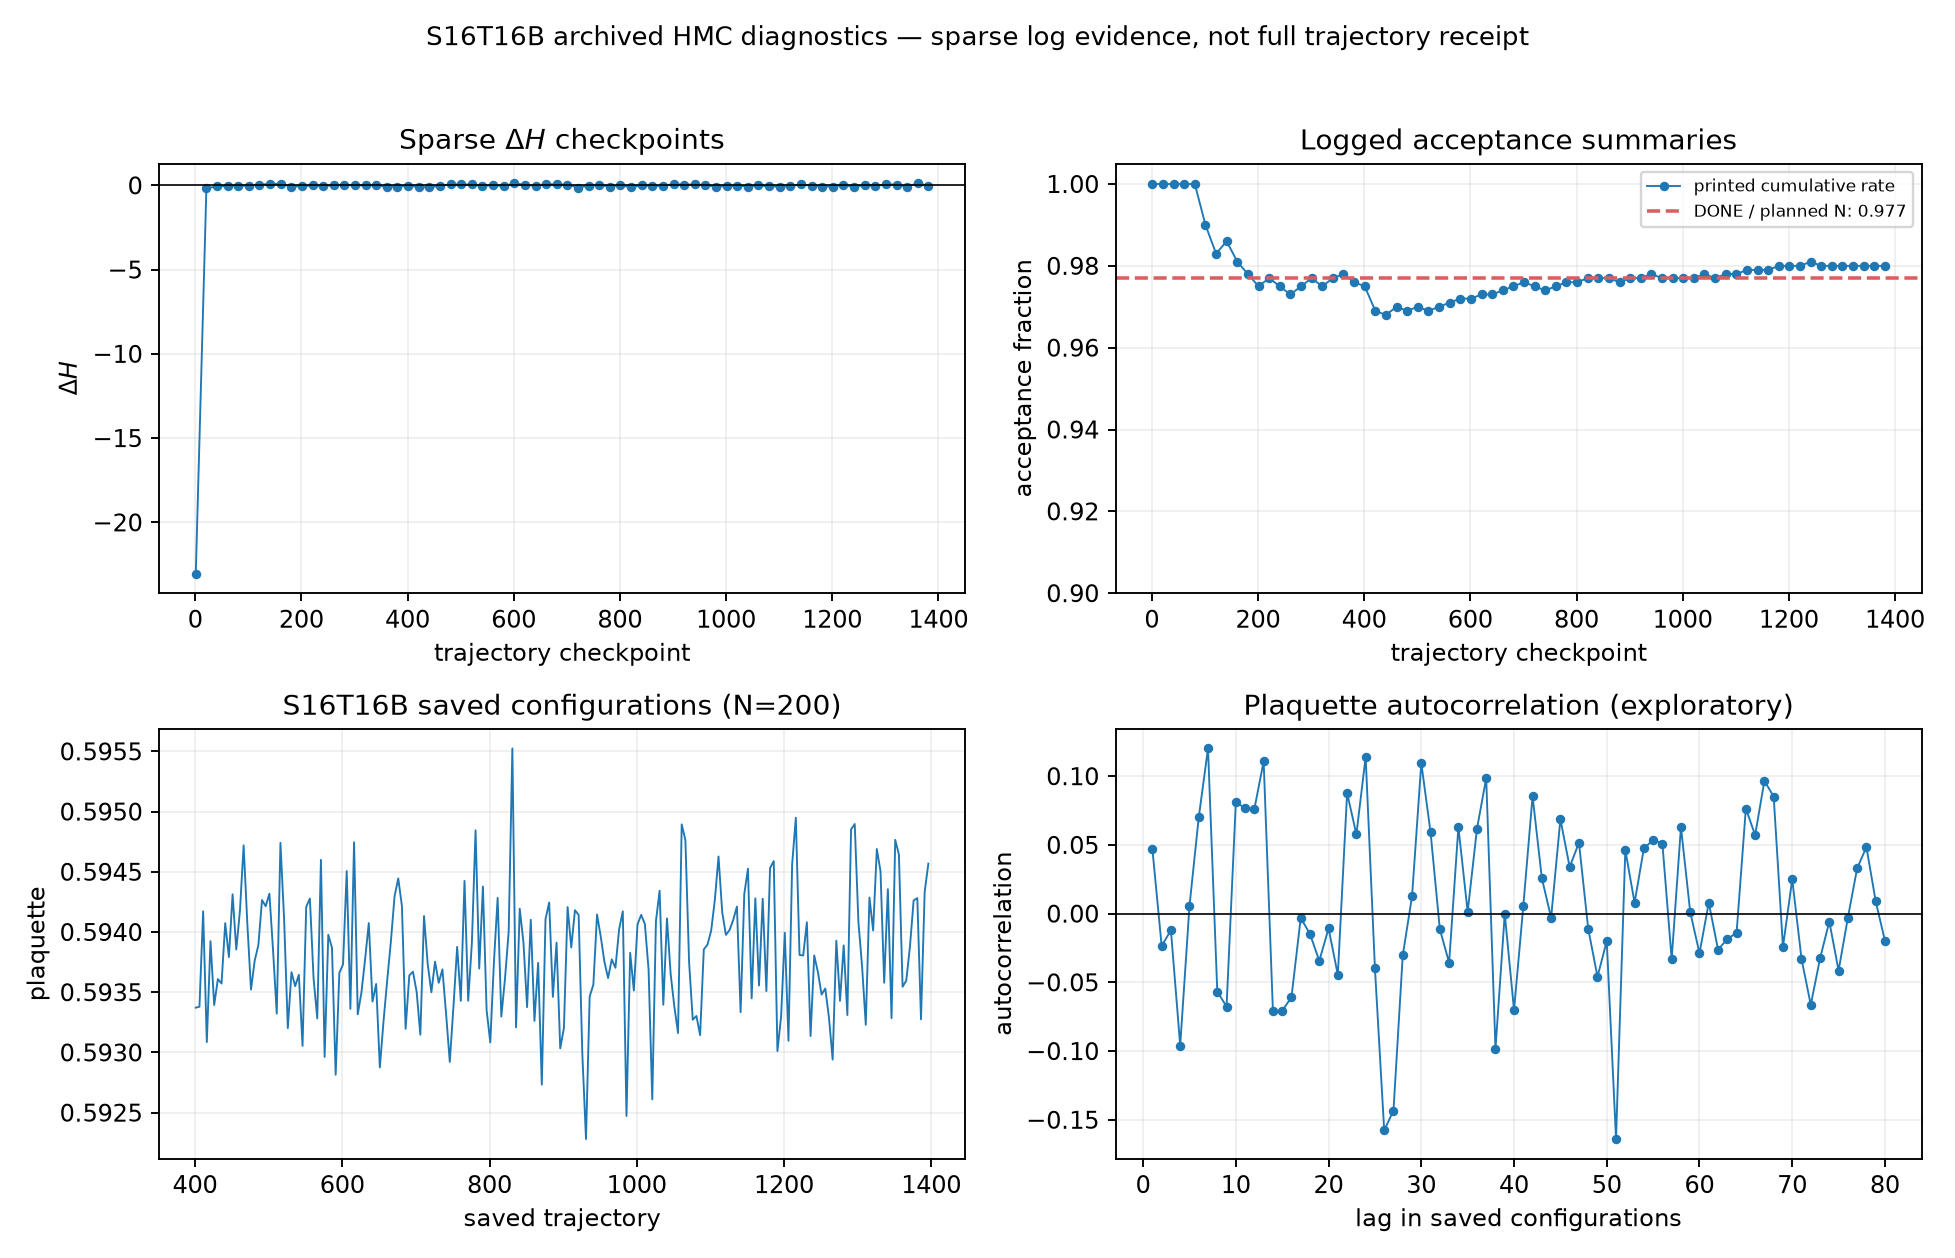 S16T16B archived HMC diagnostics — sparse log evidence, not full trajectory receipt
Sparse ΔH checkpoints
0
−5
−10
−15
−20
ΔH
0 200 400 600 800 1000 1200 1400
trajectory checkpoint
Logged acceptance summaries
printed cumulative rate
DONE / planned N: 0.977
1.00
0.98
0.96
0.94
0.92
0.90
acceptance fraction
0 200 400 600 800 1000 1200 1400
trajectory checkpoint
S16T16B saved configurations (N=200)
0.5955
0.5950
0.5945
0.5940
0.5935
0.5930
0.5925
plaquette
400 600 800 1000 1200 1400
saved trajectory
Plaquette autocorrelation (exploratory)
0.10
0.05
0.00
−0.05
−0.10
−0.15
autocorrelation
0 10 20 30 40 50 60 70 80
lag in saved configurations